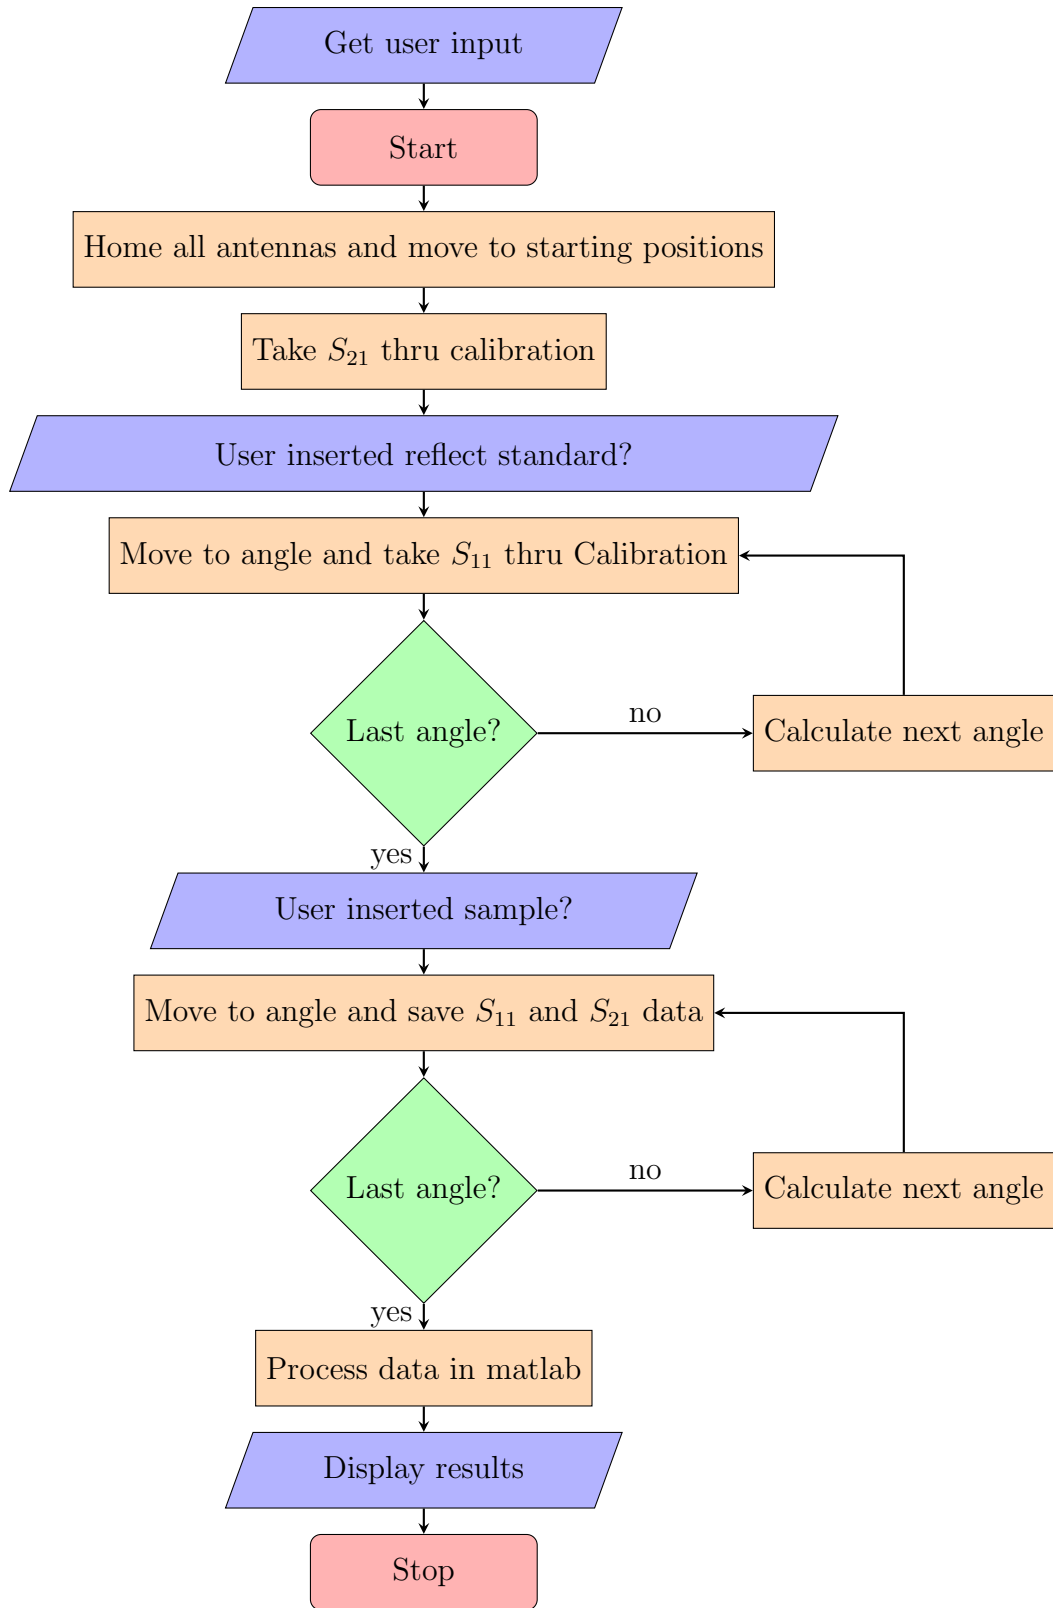 Get user input
Start
Home all antennas and move to starting positions
Take S₂₁ thru calibration
User inserted reflect standard?
Move to angle and take S₁₁ thru Calibration
Last angle?
no
Calculate next angle
yes
User inserted sample?
Move to angle and save S₁₁ and S₂₁ data
Last angle?
no
Calculate next angle
yes
Process data in matlab
Display results
Stop